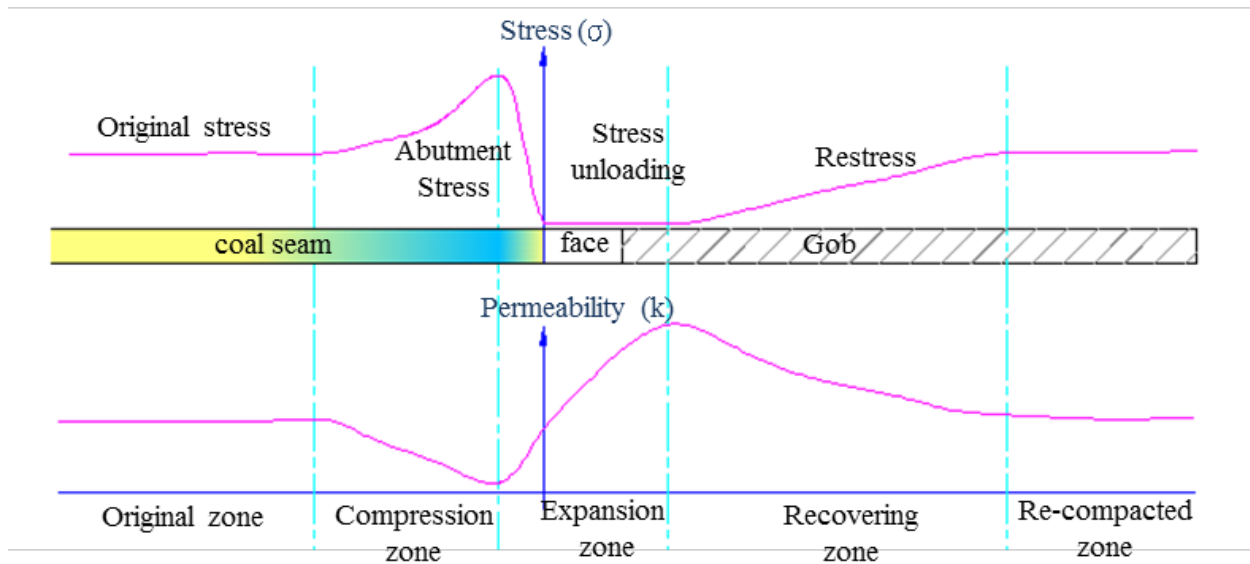 Stress (σ)
Original stress
Abutment
Stress
Stress
unloading
Restress
coal seam
face
Gob
Permeability (k)
Original zone
Compression
zone
Expansion
zone
Recovering
zone
Re-compacted
zone